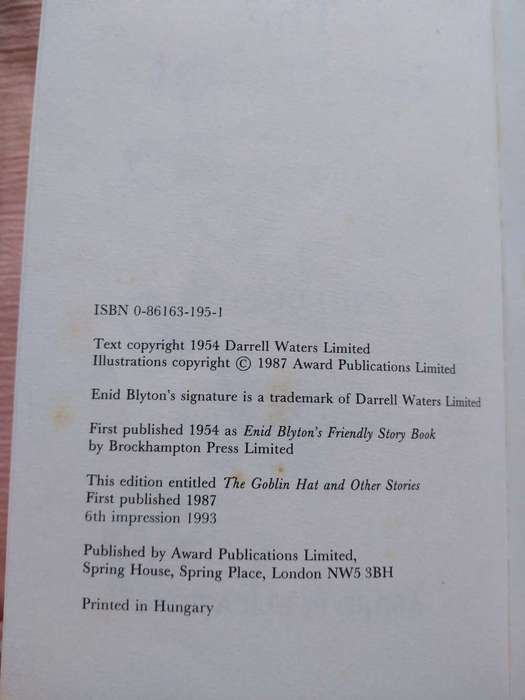 ISBN 0-86163-195-1
Text copyright 1954 Darrell Waters Limited
Illustrations copyright © 1987 Award Publications Limited
Enid Blyton's signature is a trademark of Darrell Waters Limited
First published 1954 as Enid Blyton's Friendly Story Book
by Brockhampton Press Limited
This edition entitled The Goblin Hat and Other Stories
First published 1987
6th impression 1993
Published by Award Publications Limited,
Spring House, Spring Place, London NW5 3BH
Printed in Hungary